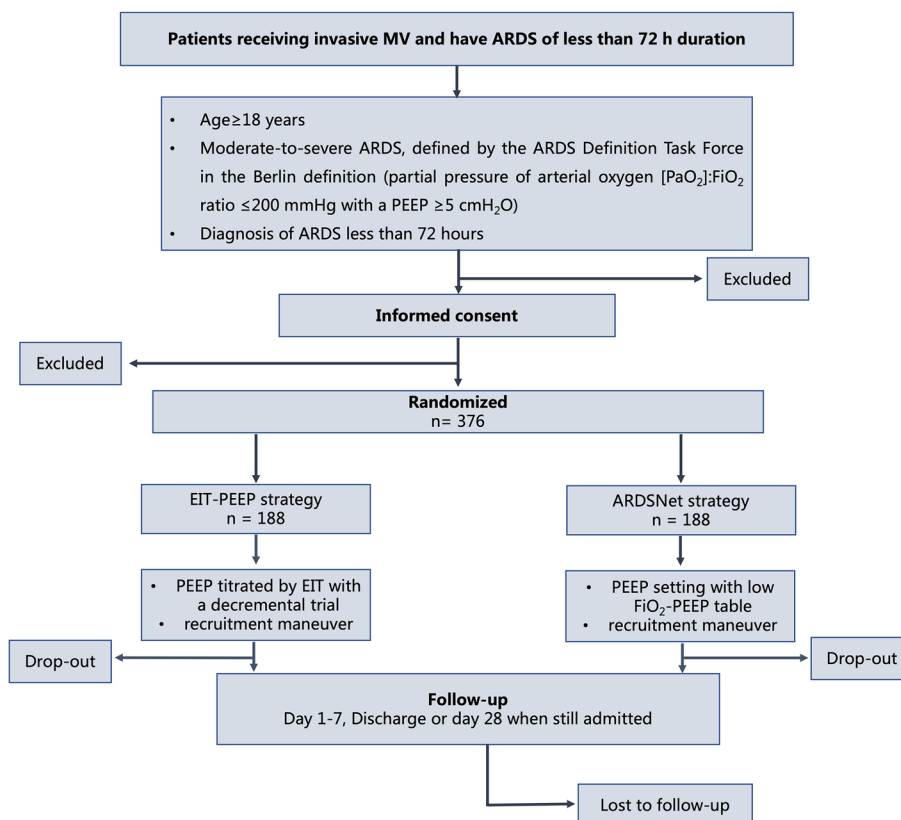 Patients receiving invasive MV and have ARDS of less than 72 h duration
• Age≥18 years
• Moderate-to-severe ARDS, defined by the ARDS Definition Task Force
in the Berlin definition (partial pressure of arterial oxygen [PaO₂]:FiO₂
ratio ≤200 mmHg with a PEEP ≥5 cmH₂O)
• Diagnosis of ARDS less than 72 hours
Excluded
Informed consent
Excluded
Randomized
n= 376
EIT-PEEP strategy
n = 188
ARDSNet strategy
n = 188
• PEEP titrated by EIT with
a decremental trial
• recruitment maneuver
• PEEP setting with low
FiO₂-PEEP table
• recruitment maneuver
Drop-out
Drop-out
Follow-up
Day 1-7, Discharge or day 28 when still admitted
Lost to follow-up